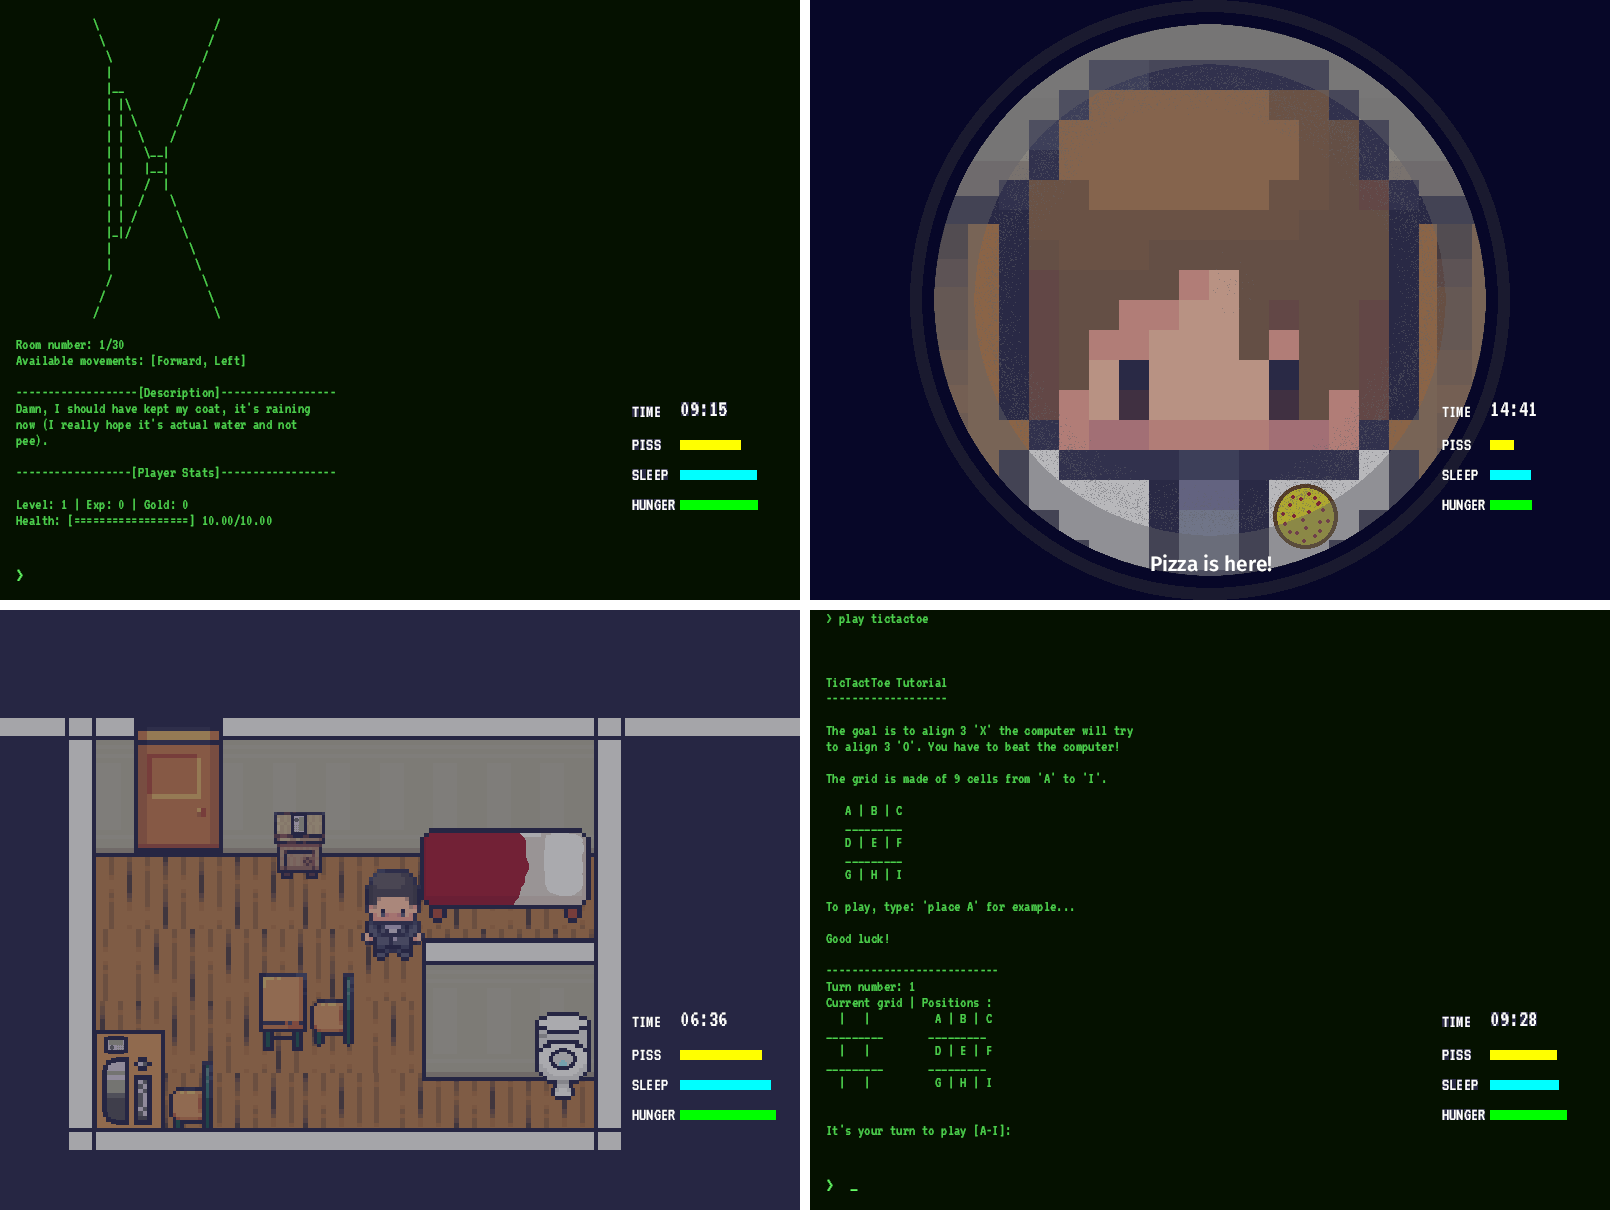 Room number: 1/30
Available movements: [Forward, Left]
-------------------[Description]------------------
Damn, I should have kept my coat, it's raining
now (I really hope it's actual water and not
pee).
------------------[Player Stats]------------------
Level: 1 | Exp: 0 | Gold: 0
Health: [==================] 10.00/10.00
❯
TIME 09:15
PISS
SLEEP
HUNGER
TIME 14:41
PISS
SLEEP
HUNGER
Pizza is here!
TIME 06:36
PISS
SLEEP
HUNGER
❯ play tictactoe
TicTactToe Tutorial
-------------------
The goal is to align 3 'X' the computer will try
to align 3 'O'. You have to beat the computer!
The grid is made of 9 cells from 'A' to 'I'.
A | B | C
_________
D | E | F
_________
G | H | I
To play, type: 'place A' for example...
Good luck!
---------------------------
Turn number: 1
Current grid | Positions :
| | A | B | C
_________ _________
| | D | E | F
_________ _________
| | G | H | I
It's your turn to play [A-I]:
❯ _
TIME 09:28
PISS
SLEEP
HUNGER